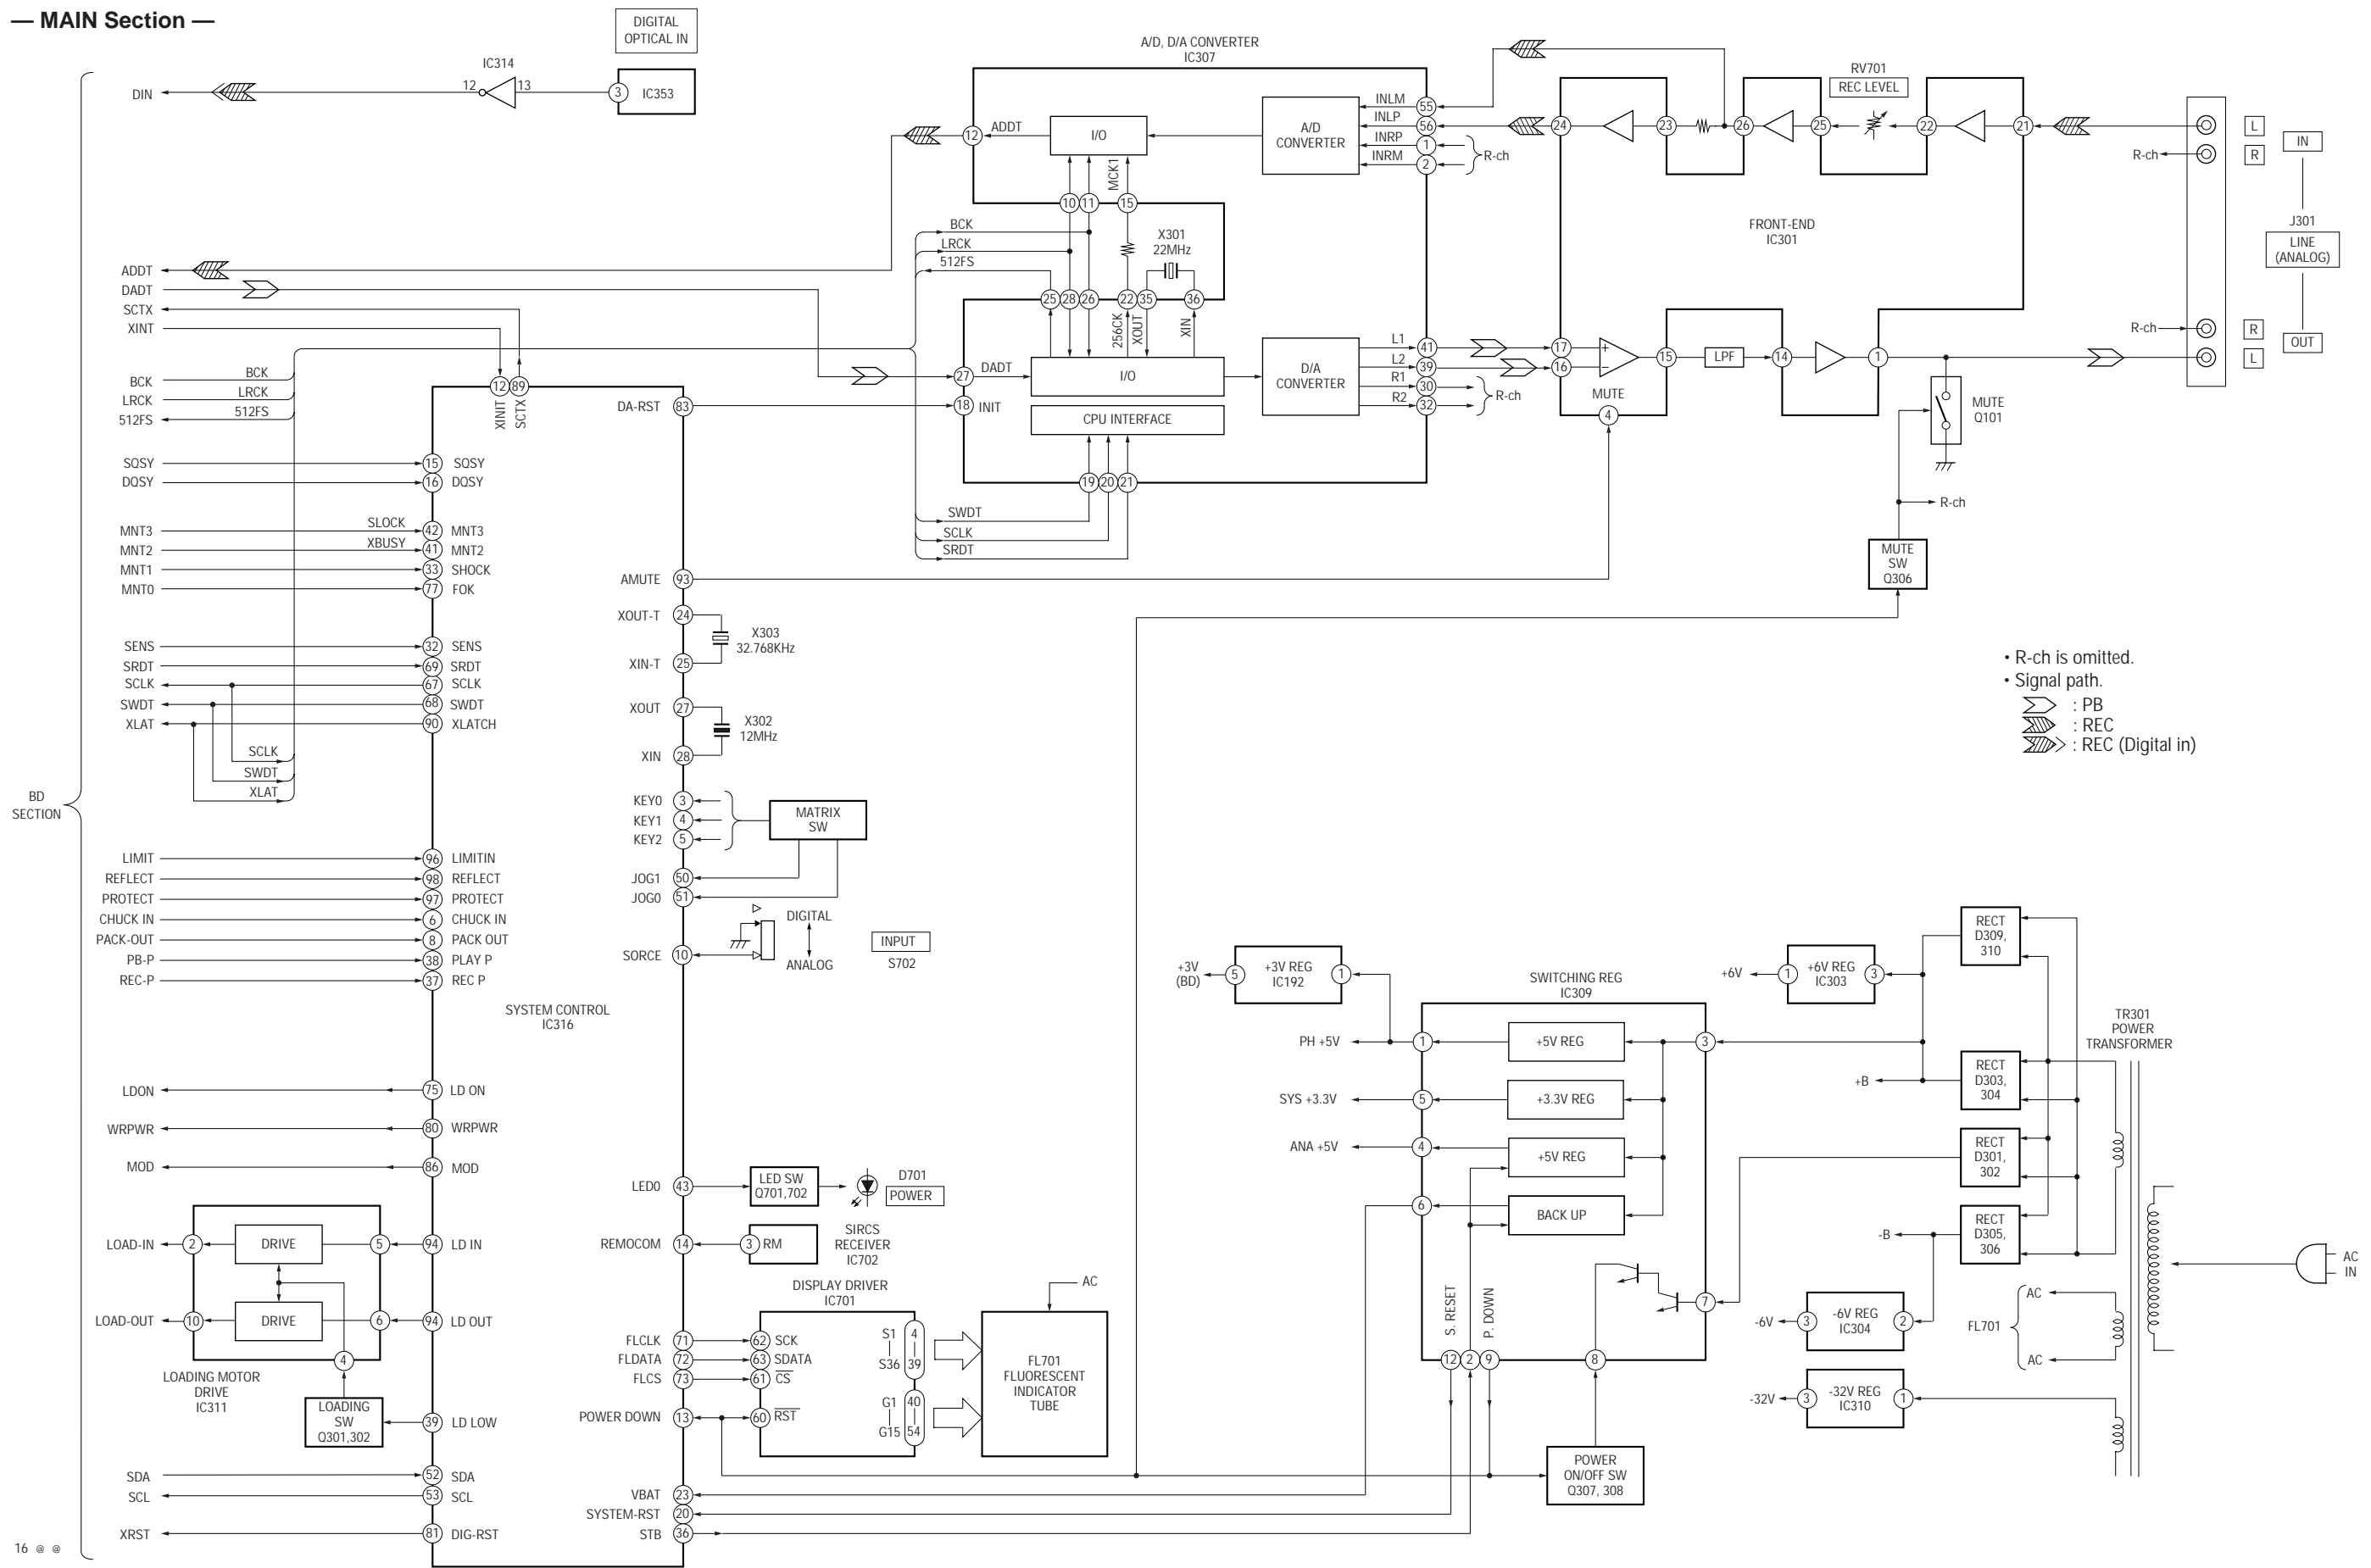 — MAIN Section —
DIGITAL
OPTICAL IN
IC314
12
13
3
IC353
DIN
A/D, D/A CONVERTER
IC307
12
ADDT
I/O
A/D
CONVERTER
INLM
55
INLP
56
INRP
1
INRM
2
R-ch
MCK1
10
11
15
BCK
LRCK
512FS
X301
22MHz
25
28
26
22
35
36
256CK
XOUT
XIN
27
DADT
I/O
18
INIT
CPU INTERFACE
D/A
CONVERTER
L1
41
L2
39
R1
30
R2
32
R-ch
19
20
21
SWDT
SCLK
SRDT
24
23
26
25
RV701
REC LEVEL
22
21
FRONT-END
IC301
17
+
16
−
15
LPF
14
1
MUTE
4
L
R-ch
R
IN
J301
LINE
(ANALOG)
R-ch
R
L
OUT
MUTE
Q101
R-ch
MUTE
SW
Q306
ADDT
DADT
SCTX
XINT
BCK
BCK
LRCK
LRCK
512FS
512FS
SQSY
15
SQSY
DQSY
16
DQSY
MNT3
SLOCK
42
MNT3
MNT2
XBUSY
41
MNT2
MNT1
33
SHOCK
MNT0
77
FOK
SENS
32
SENS
SRDT
69
SRDT
SCLK
67
SCLK
SWDT
68
SWDT
XLAT
90
XLATCH
SCLK
SWDT
XLAT
BD
SECTION
LIMIT
96
LIMITIN
REFLECT
98
REFLECT
PROTECT
97
PROTECT
CHUCK IN
6
CHUCK IN
PACK-OUT
8
PACK OUT
PB-P
38
PLAY P
REC-P
37
REC P
SYSTEM CONTROL
IC316
LDON
75
LD ON
WRPWR
80
WRPWR
MOD
86
MOD
LOAD-IN
2
DRIVE
5
94
LD IN
LOAD-OUT
10
DRIVE
6
94
LD OUT
4
LOADING MOTOR
DRIVE
IC311
LOADING
SW
Q301,302
39
LD LOW
SDA
52
SDA
SCL
53
SCL
XRST
81
DIG-RST
12
89
XINIT
SCTX
DA-RST
83
AMUTE
93
XOUT-T
24
X303
32.768KHz
XIN-T
25
XOUT
27
X302
12MHz
XIN
28
KEY0
3
KEY1
4
KEY2
5
MATRIX
SW
JOG1
50
JOG0
51
SORCE
10
DIGITAL
ANALOG
INPUT
S702
LED0
43
LED SW
Q701,702
D701
POWER
REMOCOM
14
3
RM
SIRCS
RECEIVER
IC702
DISPLAY DRIVER
IC701
FLCLK
71
62
SCK
FLDATA
72
63
SDATA
FLCS
73
61
CS
POWER DOWN
13
60
RST
S1
4
S36
39
G1
40
G15
54
AC
FL701
FLUORESCENT
INDICATOR
TUBE
VBAT
23
SYSTEM-RST
20
STB
36
• R-ch is omitted.
• Signal path.
: PB
: REC
: REC (Digital in)
+3V
(BD)
5
+3V REG
IC192
1
SWITCHING REG
IC309
PH +5V
1
+5V REG
3
SYS +3.3V
5
+3.3V REG
ANA +5V
4
+5V REG
6
BACK UP
7
S. RESET
P. DOWN
12
2
9
8
POWER
ON/OFF SW
Q307, 308
+6V
1
+6V REG
IC303
3
RECT
D309,
310
+B
RECT
D303,
304
RECT
D301,
302
-B
RECT
D305,
306
TR301
POWER
TRANSFORMER
-6V
3
-6V REG
IC304
2
FL701
AC
AC
-32V
3
-32V REG
IC310
1
AC
IN
16 @ @